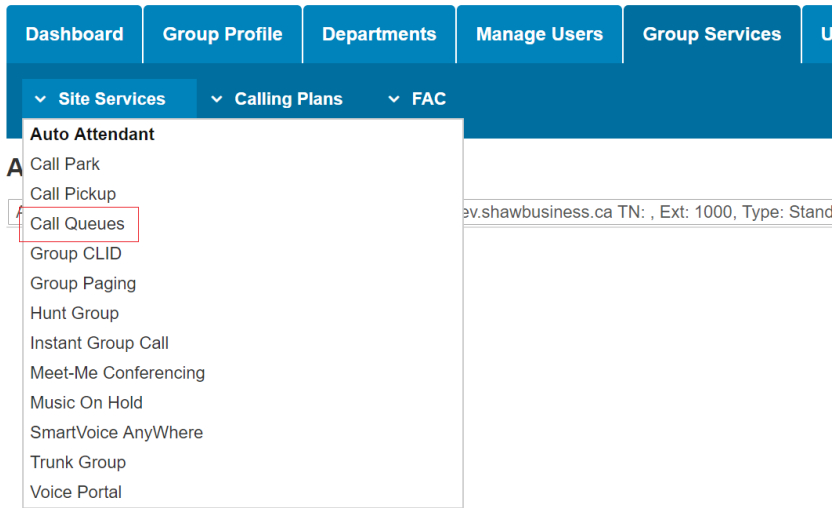 Dashboard Group Profile Departments Manage Users Group Services U
Site Services Calling Plans FAC
Auto Attendant
A
Call Park
Call Pickup
ev.shawbusiness.ca TN: , Ext: 1000, Type: Stand
Call Queues
Group CLID
Group Paging
Hunt Group
Instant Group Call
Meet-Me Conferencing
Music On Hold
SmartVoice AnyWhere
Trunk Group
Voice Portal